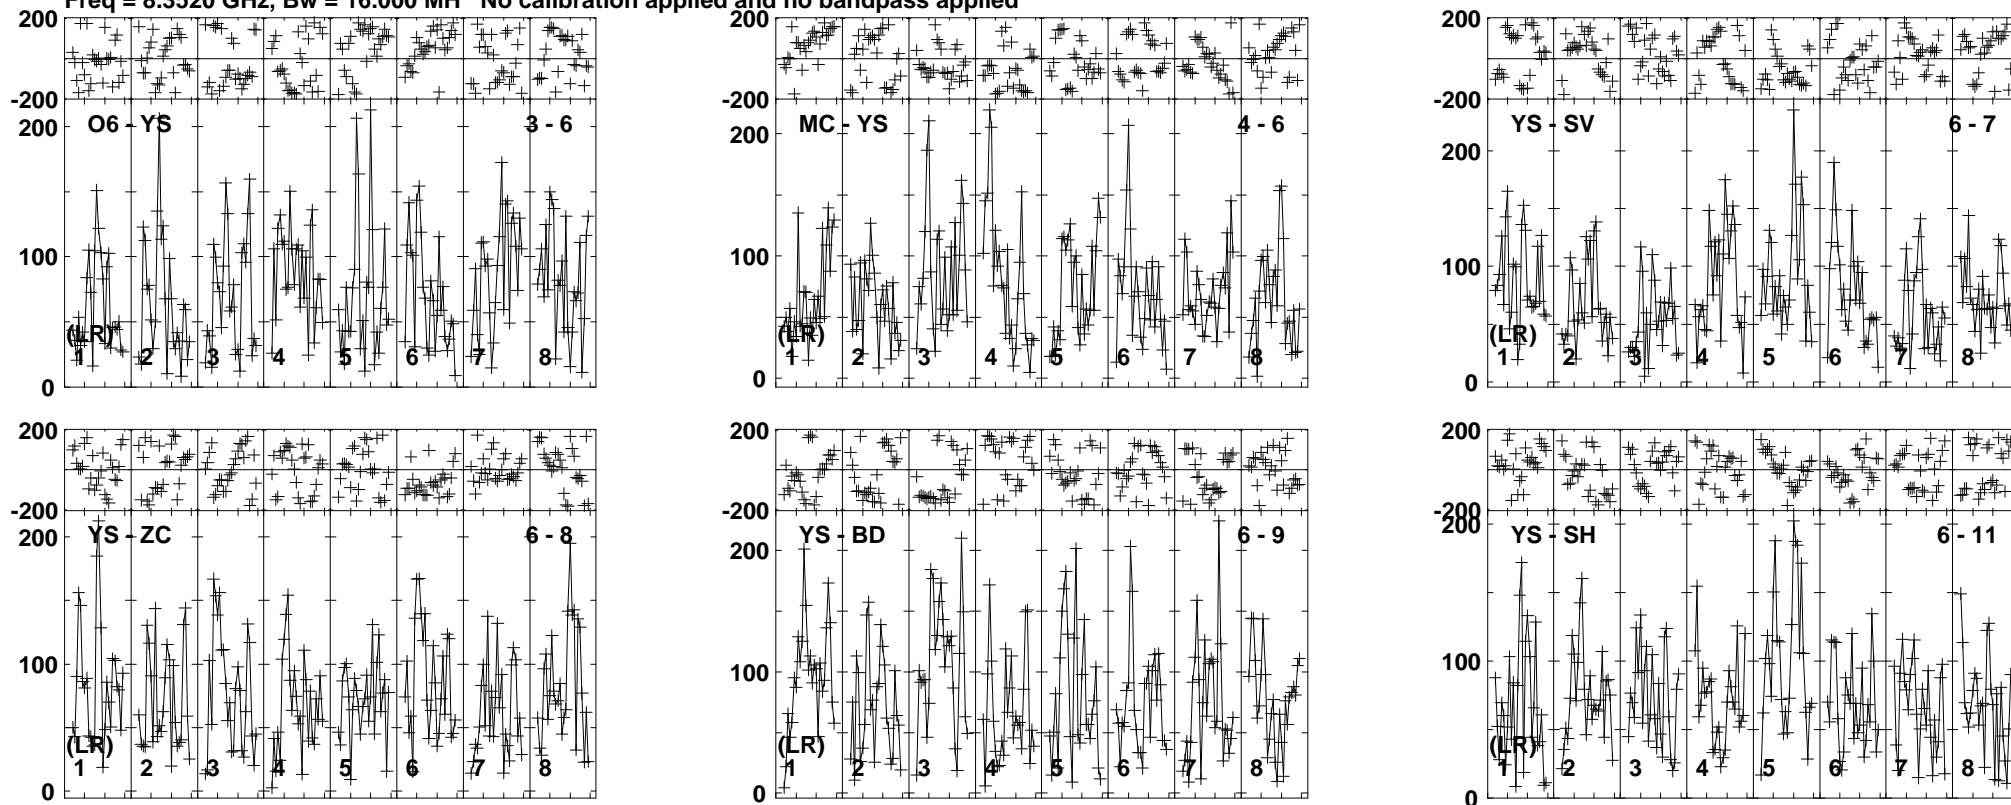 Freq = 8.3520 GHz, Bw = 16.000 MH No calibration applied and no bandpass applied
200
-200
O6 - YS
3 - 6
200
100
0
(LR)
1 2 3 4 5 6 7 8
MC - YS
4 - 6
200
-200
200
100
0
(LR)
1 2 3 4 5 6 7 8
YS - SV
6 - 7
200
-200
200
100
0
(LR)
1 2 3 4 5 6 7 8
YS - ZC
6 - 8
200
-200
200
100
0
(LR)
1 2 3 4 5 6 7 8
YS - BD
6 - 9
200
-200
200
100
0
(LR)
1 2 3 4 5 6 7 8
YS - SH
6 - 11
200
-200
200
100
0
(LR)
1 2 3 4 5 6 7 8